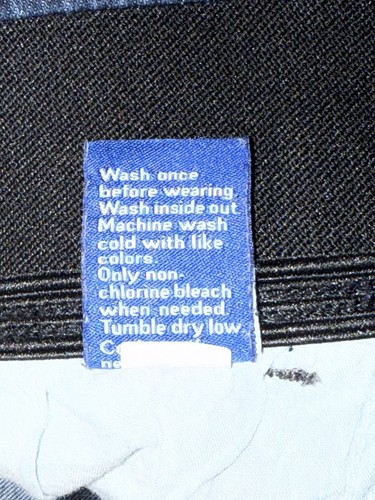 Wash once
before wearing.
Wash inside out
Machine wash
cold with like
colors.
Only non-
chlorine bleach
when needed.
Tumble dry low.